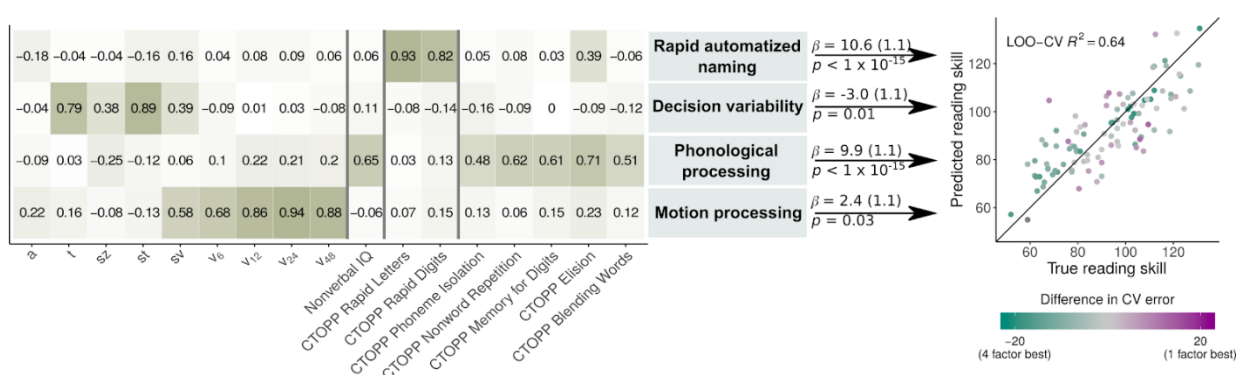 −0.18 −0.04 −0.04 −0.16 0.16 0.04 0.08 0.09 0.06 0.06 0.93 0.82 0.05 0.08 0.03 0.39 −0.06
Rapid automatized
naming
β = 10.6 (1.1)
p < 1 x 10-15
−0.04 0.79 0.38 0.89 0.39 −0.09 0.01 0.03 −0.08 0.11 −0.08 −0.14 −0.16 −0.09 0 −0.09 −0.12
Decision variability
β = -3.0 (1.1)
p = 0.01
−0.09 0.03 −0.25 −0.12 0.06 0.1 0.22 0.21 0.2 0.65 0.03 0.13 0.48 0.62 0.61 0.71 0.51
Phonological
processing
β = 9.9 (1.1)
p < 1 x 10-15
0.22 0.16 −0.08 −0.13 0.58 0.68 0.86 0.94 0.88 −0.06 0.07 0.15 0.13 0.06 0.15 0.23 0.12
Motion processing
β = 2.4 (1.1)
p = 0.03
a
t
sz
st
sv
v6
v12
v24
v48
Nonverbal IQ
CTOPP Rapid Letters
CTOPP Rapid Digits
CTOPP Phoneme Isolation
CTOPP Nonword Repetition
CTOPP Memory for Digits
CTOPP Elision
CTOPP Blending Words
LOO−CV R2 = 0.64
Predicted reading skill
120
100
80
60
60 80 100 120
True reading skill
Difference in CV error
−20 20
(4 factor best) (1 factor best)